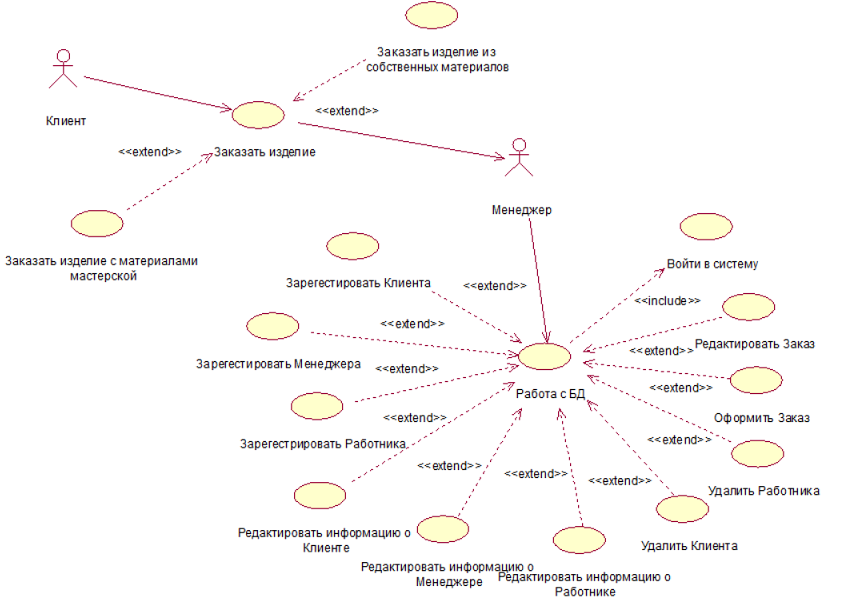 Заказать изделие из
собственных материалов
<<extend>>
Клиент
<<extend>>
Заказать изделие
Менеджер
Заказать изделие с материалами
мастерской
Войти в систему
Зарегестировать Клиента
<<extend>>
<<include>>
<<extend>>
Редактировать Заказ
<<extend>>
Зарегестировать Менеджера
<<extend>>
<<extend>>
Работа с БД
<<extend>>
Оформить Заказ
Зарегестрировать Работника
<<extend>>
<<extend>>
<<extend>>
<<extend>>
Удалить Работника
Редактировать информацию о
Клиенте
Удалить Клиента
Редактировать информацию о
Менеджере
Редактировать информацию о
Работнике